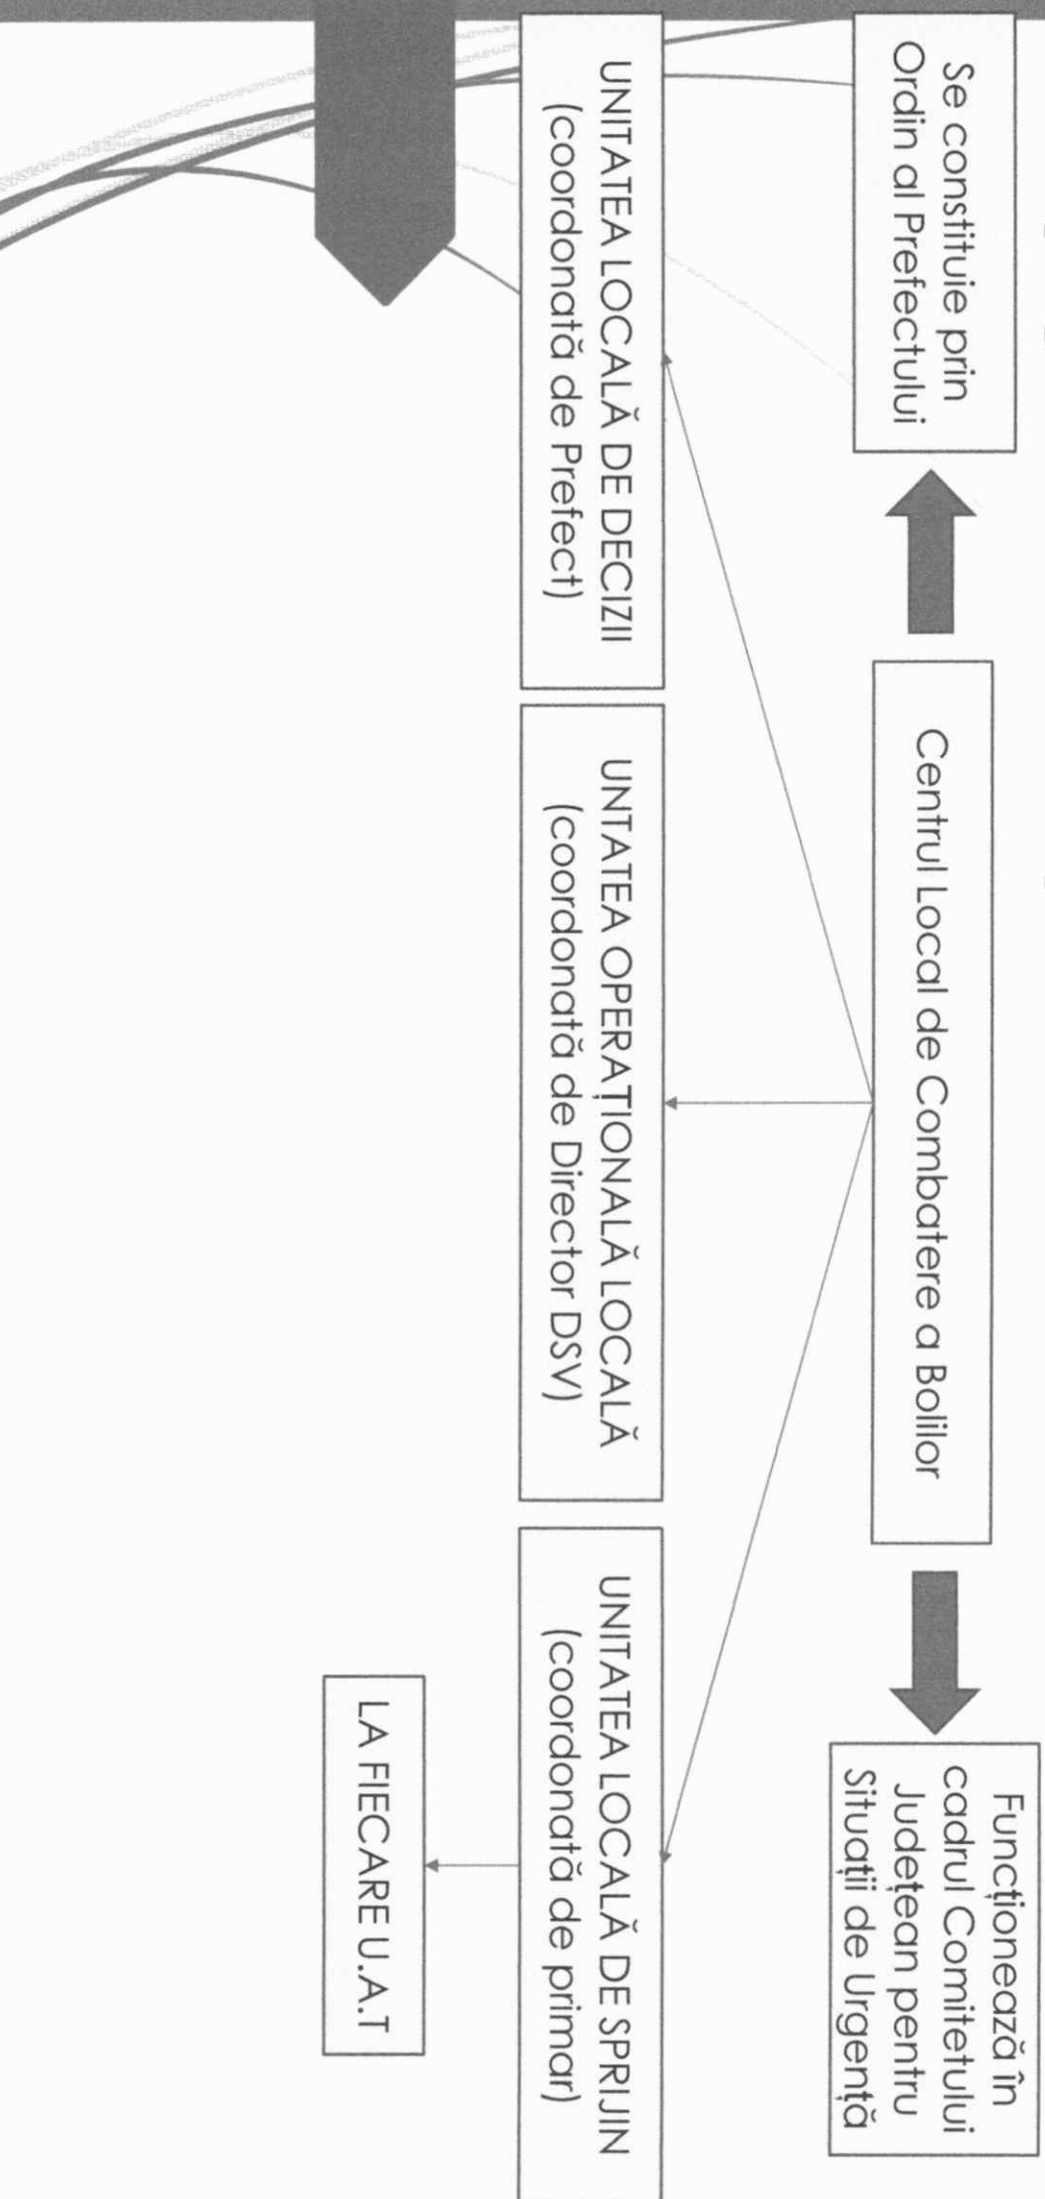 Se constituie prin
Ordin al Prefectului
Centrul Local de Combatere a Bolilor
Funcționează în
cadrul Comitetului
Județean pentru
Situații de Urgență
UNITATEA LOCALĂ DE DECIZII
(coordonată de Prefect)
UNTATEA OPERAȚIONALĂ LOCALĂ
(coordonată de Director DSV)
UNITATEA LOCALĂ DE SPRIJIN
(coordonată de primar)
LA FIECARE U.A.T